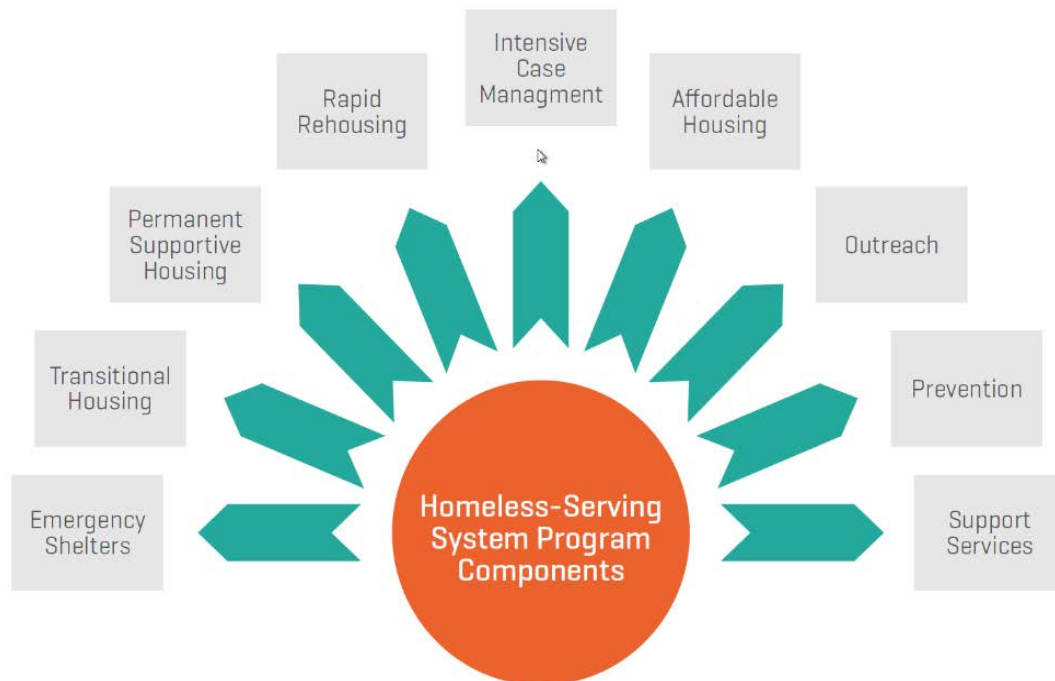 Intensive
Case
Managment
Rapid
Rehousing
Affordable
Housing
Permanent
Supportive
Housing
Outreach
Transitional
Housing
Prevention
Emergency
Shelters
Homeless-Serving
System Program
Components
Support
Services